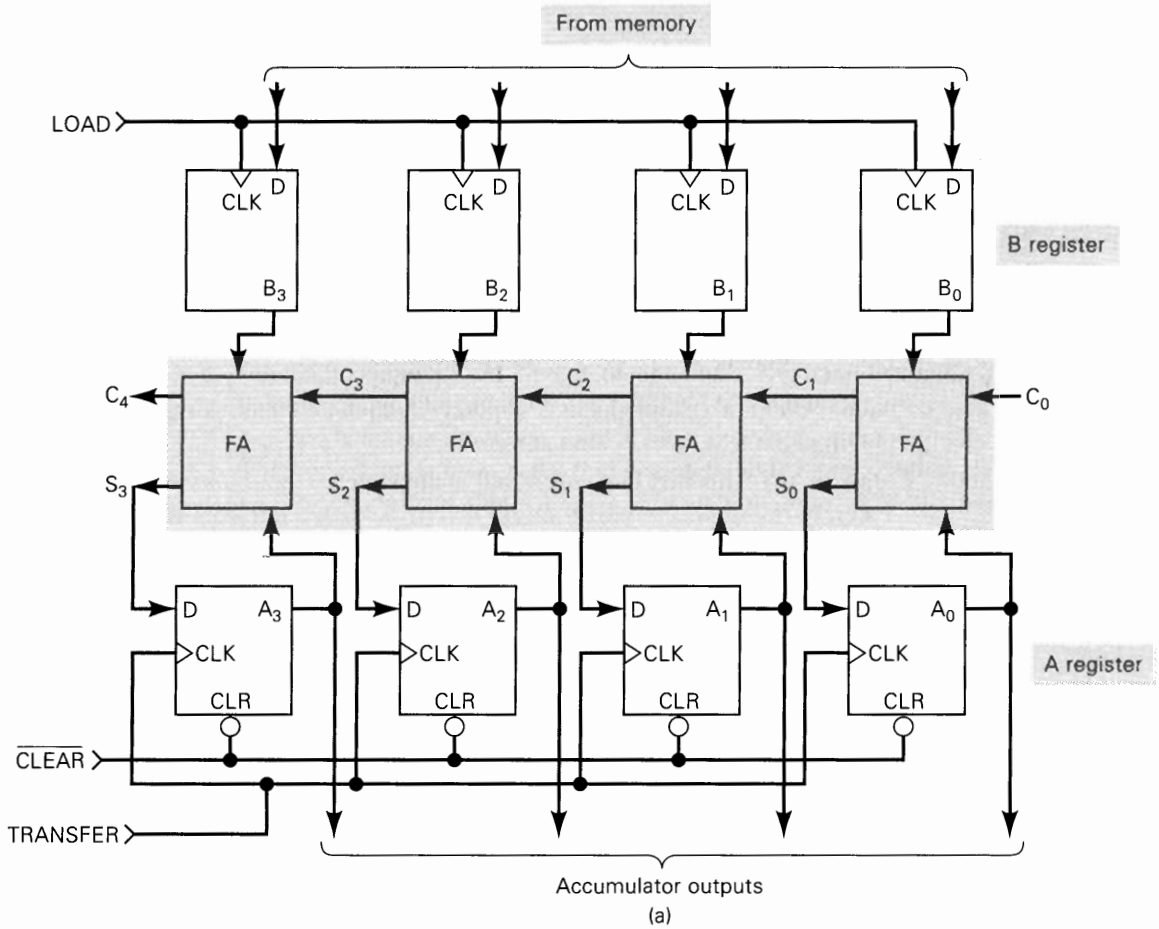 From memory
LOAD
D D D D
CLK CLK CLK CLK
B register
B₃ B₂ B₁ B₀
C₄ C₃ C₂ C₁ C₀
FA FA FA FA
S₃ S₂ S₁ S₀
D A₃ D A₂ D A₁ D A₀
CLK CLK CLK CLK
A register
CLR CLR CLR CLR
C̅L̅E̅A̅R̅
TRANSFER
Accumulator outputs
(a)